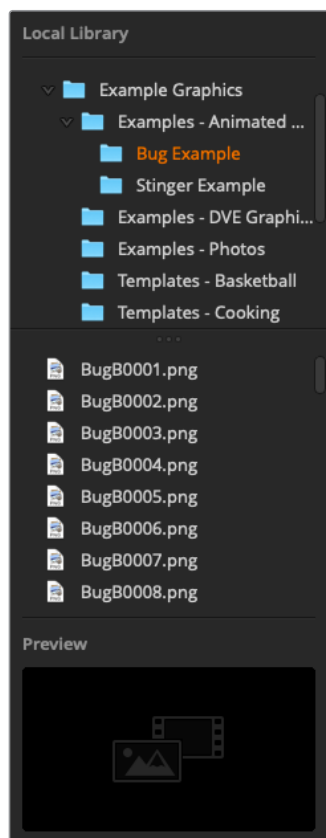 Local Library
Example Graphics
Examples - Animated ...
Bug Example
Stinger Example
Examples - DVE Graphi...
Examples - Photos
Templates - Basketball
Templates - Cooking
BugB0001.png
BugB0002.png
BugB0003.png
BugB0004.png
BugB0005.png
BugB0006.png
BugB0007.png
BugB0008.png
Preview